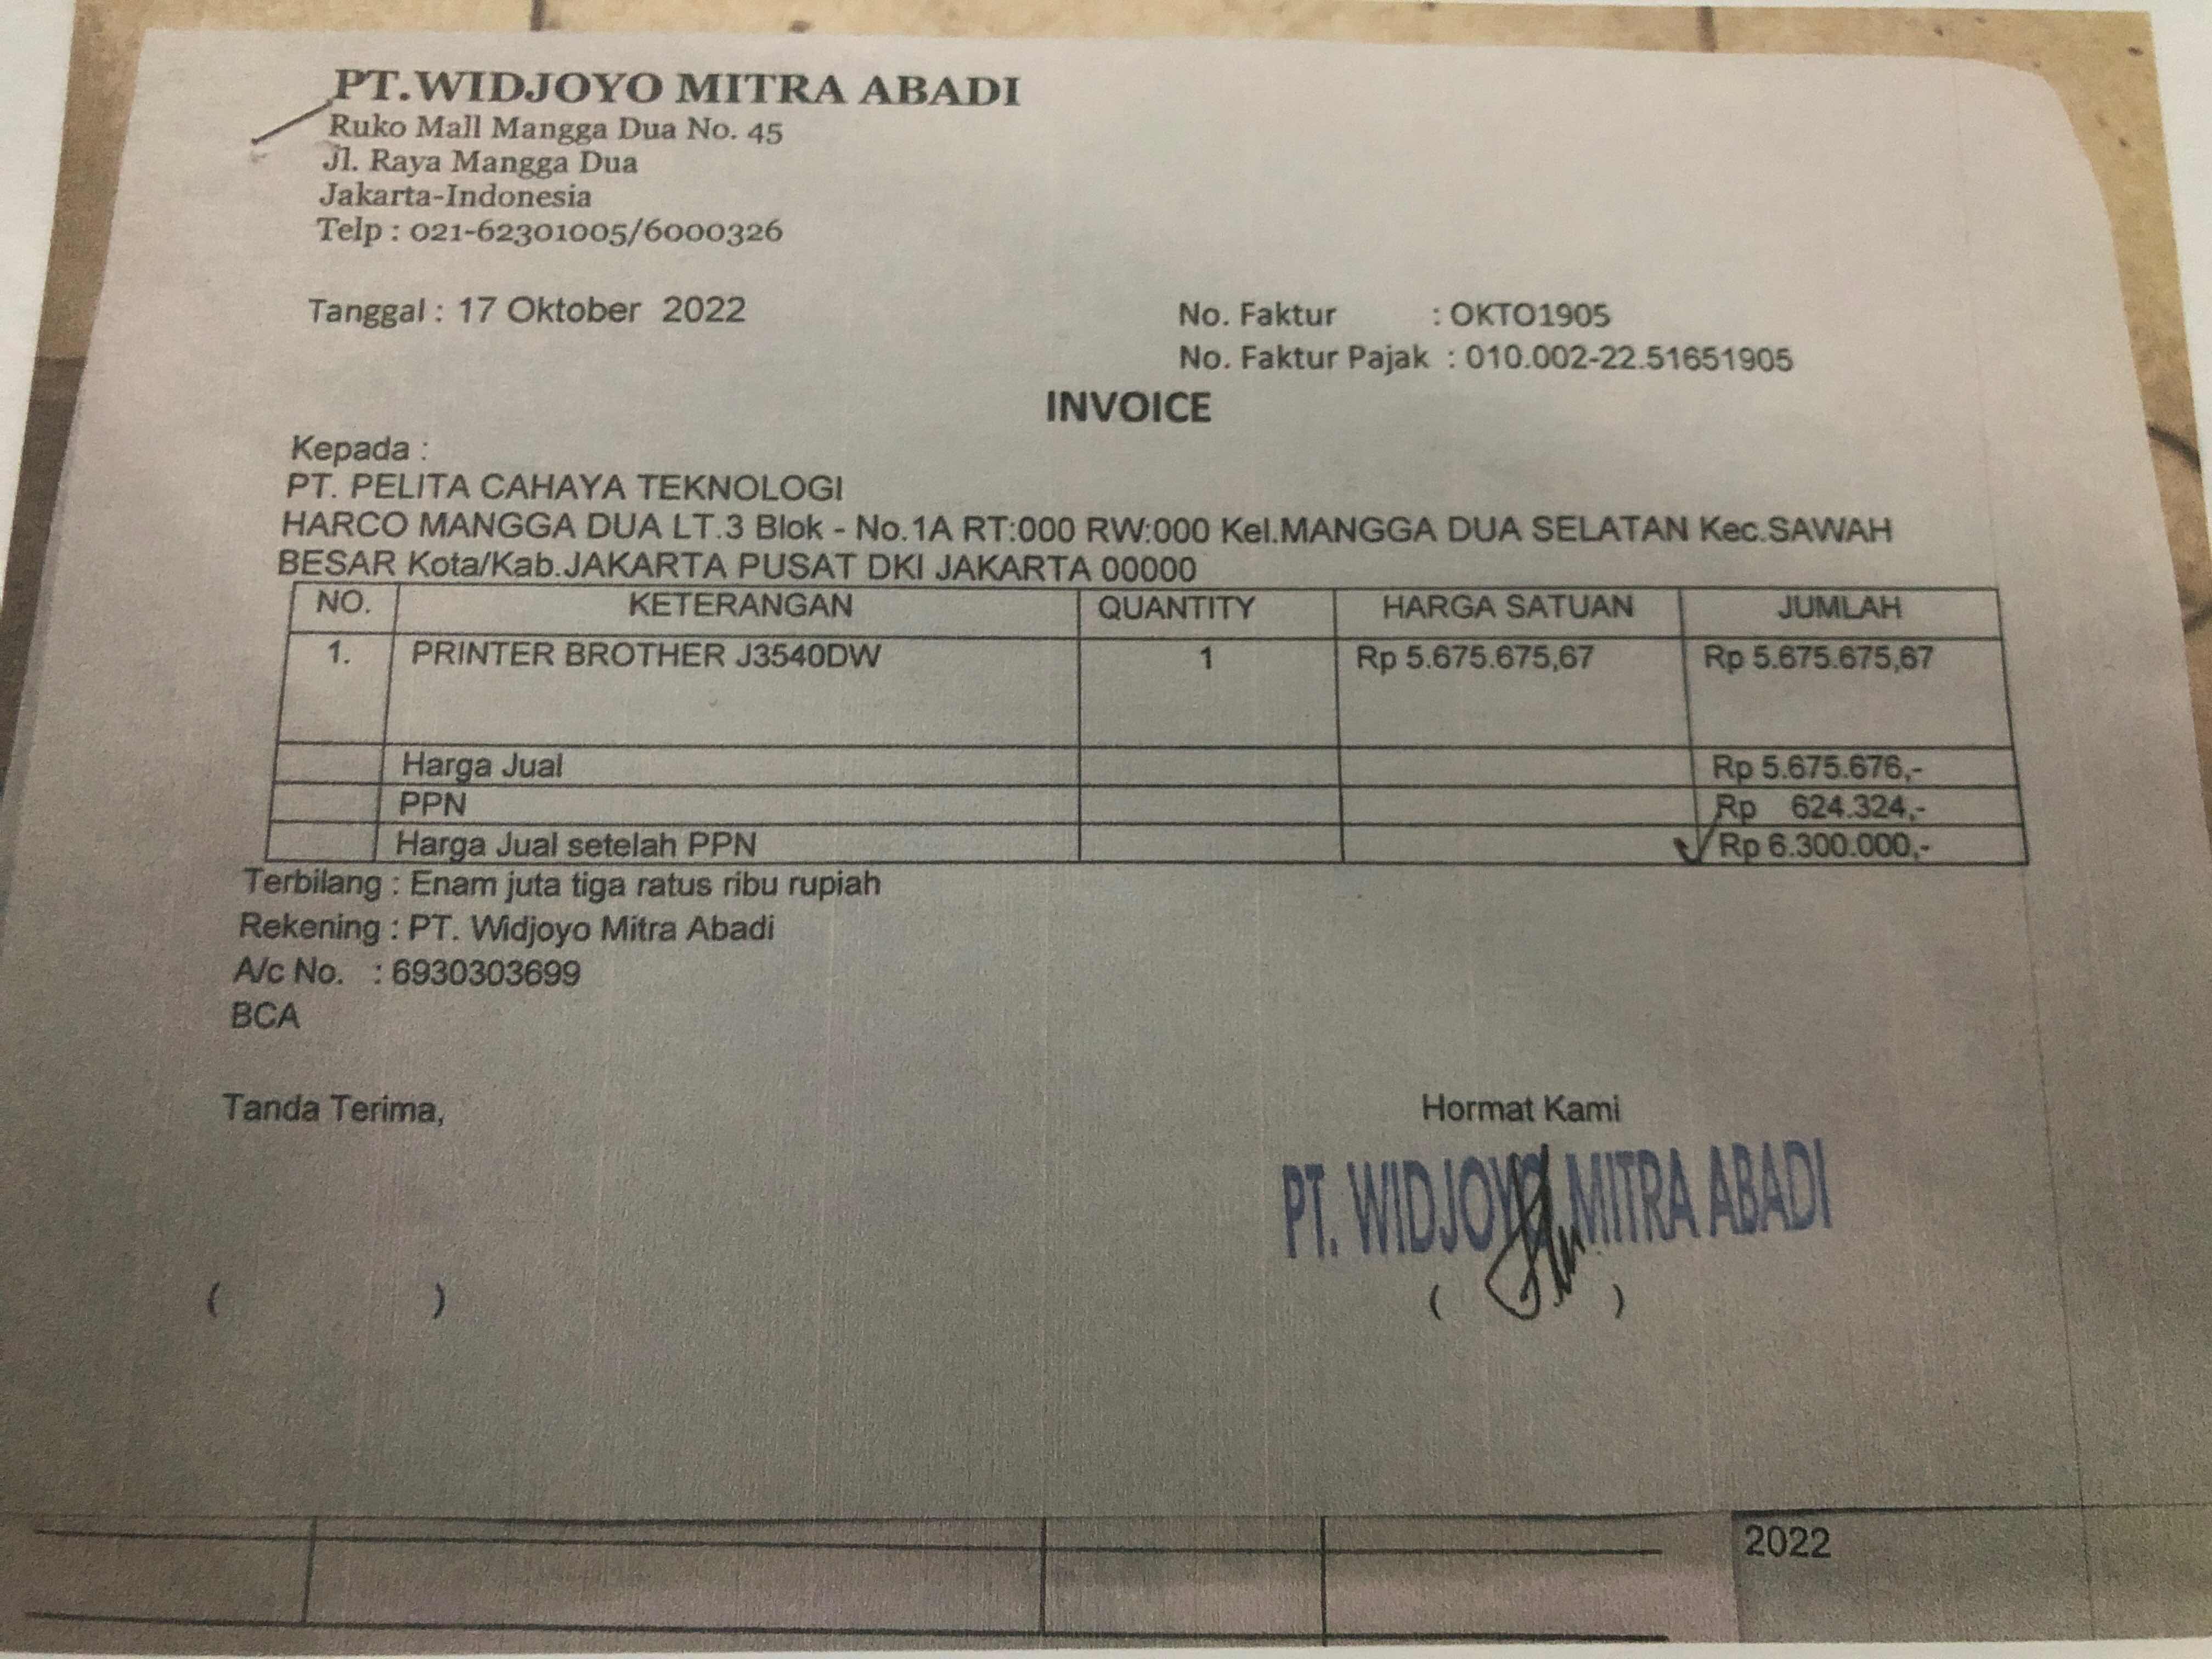 PT.WIDJOYO MITRA ABADI
Ruko Mall Mangga Dua No. 45
Jl. Raya Mangga Dua
Jakarta-Indonesia
Telp : 021-62301005/6000326
Tanggal : 17 Oktober 2022
No. Faktur : OKTO1905
No. Faktur Pajak : 010.002-22.51651905
INVOICE
Kepada :
PT. PELITA CAHAYA TEKNOLOGI
HARCO MANGGA DUA LT.3 Blok - No.1A RT:000 RW:000 Kel.MANGGA DUA SELATAN Kec.SAWAH
BESAR Kota/Kab.JAKARTA PUSAT DKI JAKARTA 00000
NO. KETERANGAN QUANTITY HARGA SATUAN JUMLAH
1. PRINTER BROTHER J3540DW 1 Rp 5.675.675,67 Rp 5.675.675,67
Harga Jual Rp 5.675.676,-
PPN Rp 624.324,-
Harga Jual setelah PPN Rp 6.300.000,-
Terbilang : Enam juta tiga ratus ribu rupiah
Rekening : PT. Widjoyo Mitra Abadi
A/c No. : 6930303699
BCA
Tanda Terima,
Hormat Kami
PT. WIDJOYO MITRA ABADI
( )
( )
2022